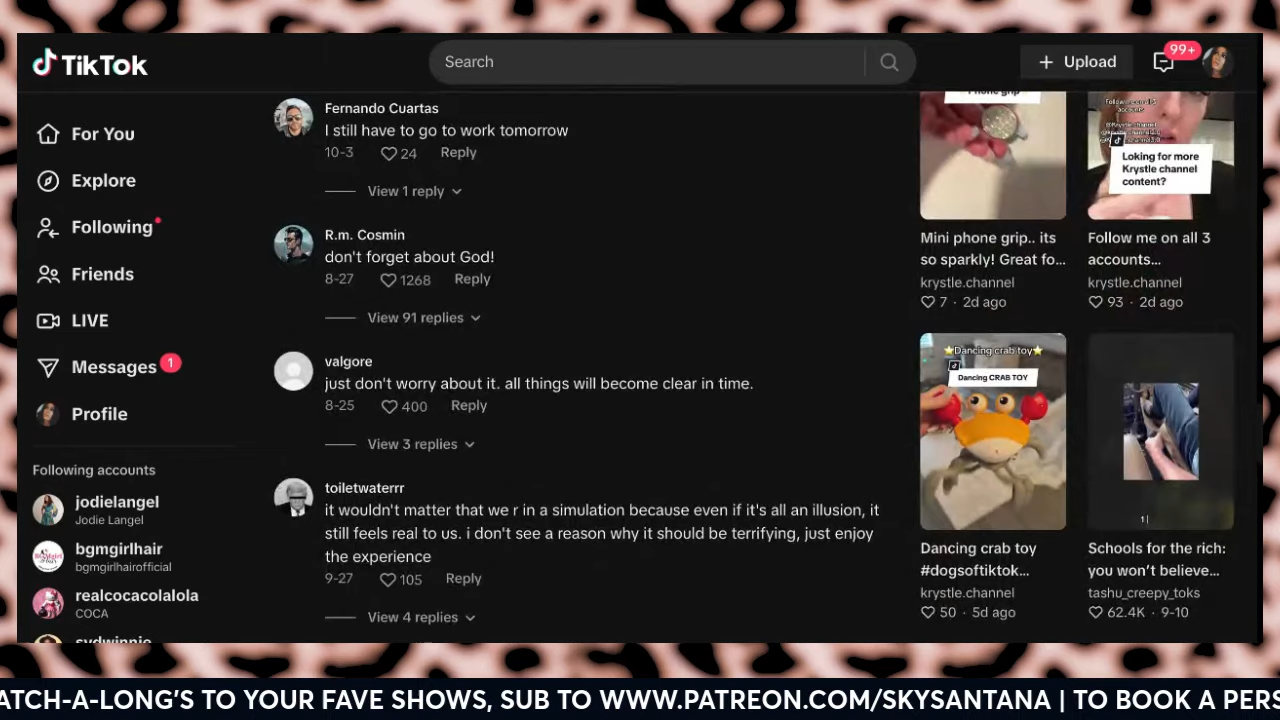 TikTok
Search
Upload
99+
For You
Explore
Following
Friends
LIVE
Messages 1
Profile
Following accounts
jodielangel
Jodie Langel
bgmgirlhair
bgmgirlhairofficial
realcocacolalola
COCA
sydwinnie
Fernando Cuartas
I still have to go to work tomorrow
10-3 24 Reply
View 1 reply
R.m. Cosmin
don't forget about God!
8-27 1268 Reply
View 91 replies
valgore
just don't worry about it. all things will become clear in time.
8-25 400 Reply
View 3 replies
toiletwaterrr
it wouldn't matter that we r in a simulation because even if it's all an illusion, it
still feels real to us. i don't see a reason why it should be terrifying, just enjoy
the experience
9-27 105 Reply
View 4 replies
Phone grip
Mini phone grip.. its
so sparkly! Great fo...
krystle.channel
7 · 2d ago
Loking for more
Krystle channel
content?
Follow me on all 3
accounts...
krystle.channel
93 · 2d ago
⭐Dancing crab toy⭐
Dancing CRAB TOY
Dancing crab toy
#dogsoftiktok...
krystle.channel
50 · 5d ago
Schools for the rich:
you won't believe...
tashu_creepy_toks
62.4K · 9-10
ATCH-A-LONG'S TO YOUR FAVE SHOWS, SUB TO WWW.PATREON.COM/SKYSANTANA | TO BOOK A PERS